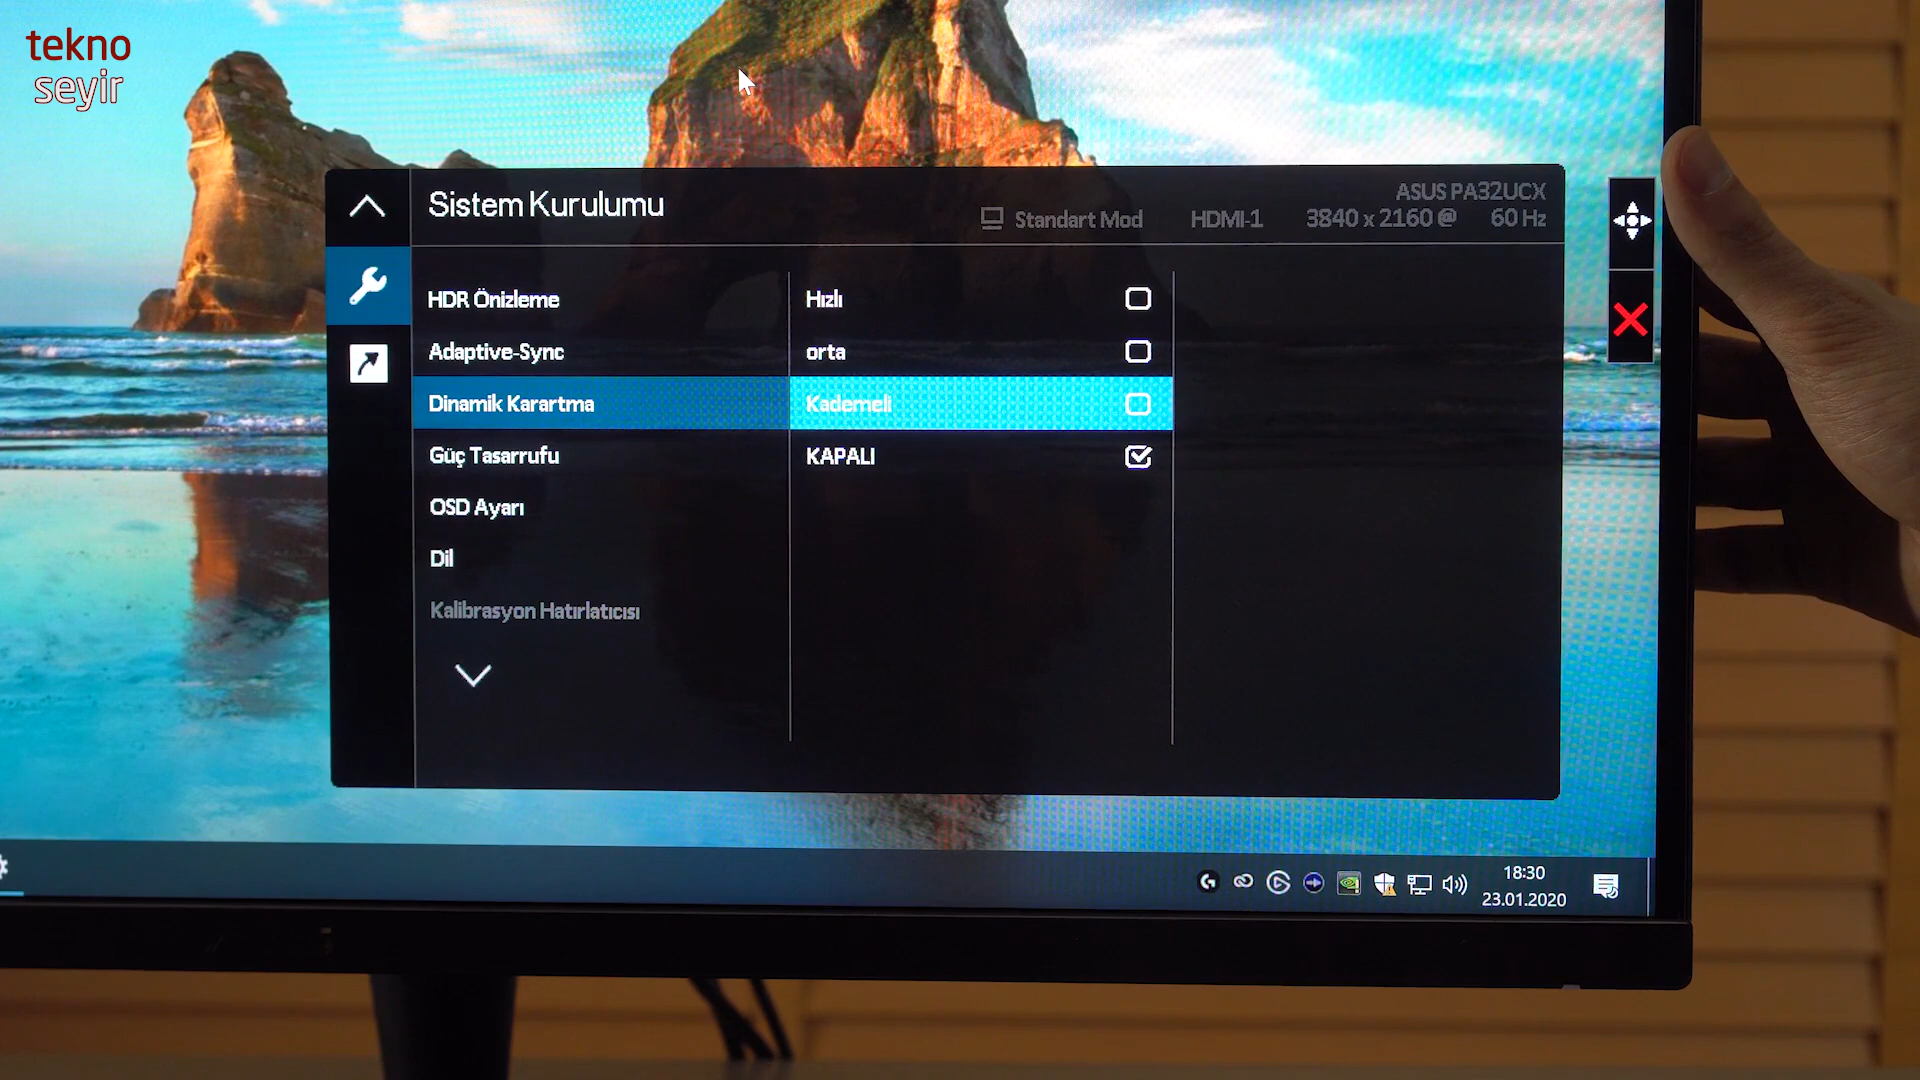 tekno
seyir
Sistem Kurulumu
ASUS PA32UCX
Standart Mod HDMI-1 3840 x 2160 @ 60 Hz
HDR Önizleme
Adaptive-Sync
Dinamik Karartma
Güç Tasarrufu
OSD Ayarı
Dil
Kalibrasyon Hatırlatıcısı
Hızlı
orta
Kademeli
KAPALI
18:30
23.01.2020